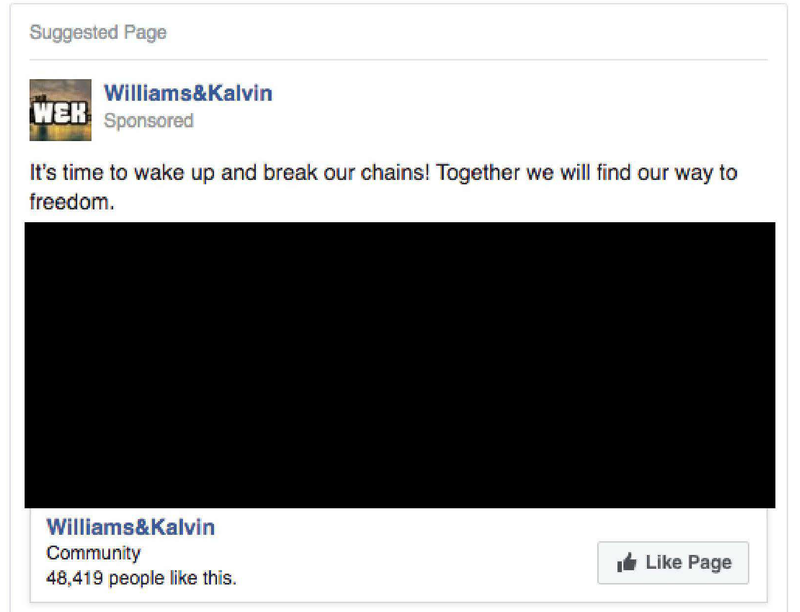 Suggested Page
WEK
Williams&Kalvin
Sponsored
It's time to wake up and break our chains! Together we will find our way to
freedom.
Williams&Kalvin
Community
48,419 people like this.
Like Page